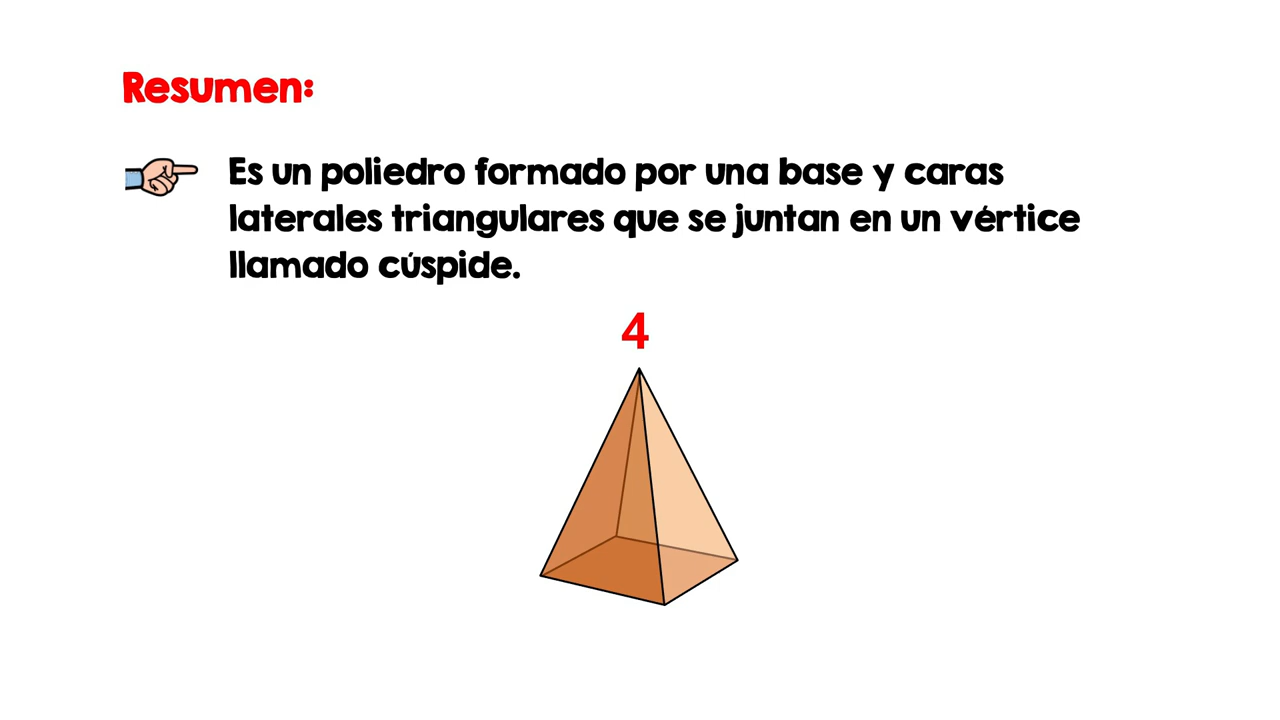 Resumen:
Es un poliedro formado por una base y caras
laterales triangulares que se juntan en un vértice
llamado cúspide.
4